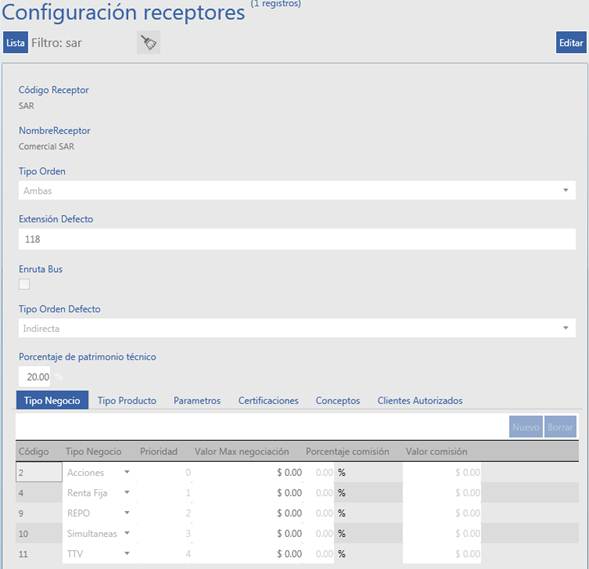 Configuración receptores (1 registros)
Lista Filtro: sar Editar
Código Receptor
SAR
NombreReceptor
Comercial SAR
Tipo Orden
Ambas
Extensión Defecto
118
Enruta Bus
Tipo Orden Defecto
Indirecta
Porcentaje de patrimonio técnico
20.00 %
Tipo Negocio Tipo Producto Parametros Certificaciones Conceptos Clientes Autorizados
Nuevo Borrar
Código Tipo Negocio Prioridad Valor Max negociación Porcentaje comisión Valor comisión
2 Acciones 0 $ 0.00 0.00 % $ 0.00
4 Renta Fija 1 $ 0.00 0.00 % $ 0.00
9 REPO 2 $ 0.00 0.00 % $ 0.00
10 Simultaneas 3 $ 0.00 0.00 % $ 0.00
11 TTV 4 $ 0.00 0.00 % $ 0.00